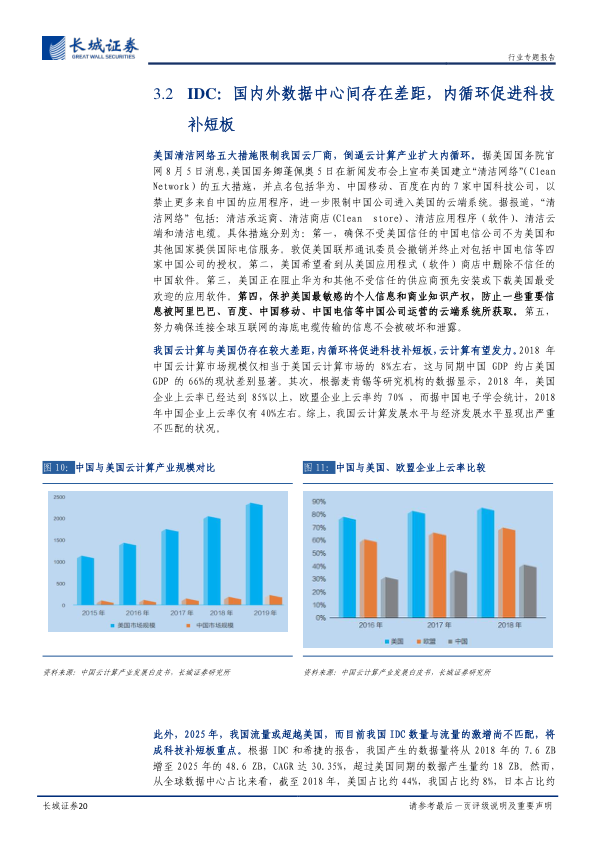 长城证券
GREAT WALL SECURITIES
行业专题报告
3.2 IDC：国内外数据中心间存在差距，内循环促进科技
补短板
美国清洁网络五大措施限制我国云厂商，倒逼云计算产业扩大内循环。据美国国务院官
网 8 月 5 日消息，美国国务卿蓬佩奥 5 日在新闻发布会上宣布美国建立“清洁网络”（Clean
Network）的五大措施，并点名包括华为、中国移动、百度在内的 7 家中国科技公司，以
禁止更多来自中国的应用程序，进一步限制中国公司进入美国的云端系统。据报道，“清
洁网络”包括：清洁承运商、清洁商店(Clean store)、清洁应用程序（软件）、清洁云
端和清洁电缆。具体措施分别为：第一，确保不受美国信任的中国电信公司不为美国和
其他国家提供国际电信服务。敦促美国联邦通讯委员会撤销并终止对包括中国电信等四
家中国公司的授权。第二，美国希望看到从美国应用程式（软件）商店中删除不信任的
中国软件。第三，美国正在阻止华为和其他不受信任的供应商预先安装或下载美国最受
欢迎的应用软件。第四，保护美国最敏感的个人信息和商业知识产权，防止一些重要信
息被阿里巴巴、百度、中国移动、中国电信等中国公司运营的云端系统所获取。第五，
努力确保连接全球互联网的海底电缆传输的信息不会被破坏和泄露。
我国云计算与美国仍存在较大差距，内循环将促进科技补短板，云计算有望发力。2018 年
中国云计算市场规模仅相当于美国云计算市场的 8%左右，这与同期中国 GDP 约占美国
GDP 的 66%的现状差别显著。其次，根据麦肯锡等研究机构的数据显示，2018 年，美国
企业上云率已经达到 85%以上，欧盟企业上云率约 70% ，而据中国电子学会统计，2018
年中国企业上云率仅有 40%左右。综上，我国云计算发展水平与经济发展水平显现出严重
不匹配的状况。
图 10：中国与美国云计算产业规模对比
2500
2000
1500
1000
500
0
2015 年 2016 年 2017 年 2018 年 2019 年
美国市场规模 中国市场规模
资料来源：中国云计算产业发展白皮书，长城证券研究所
图 11：中国与美国、欧盟企业上云率比较
90%
80%
70%
60%
50%
40%
30%
20%
10%
0%
2016 年 2017 年 2018 年
美国 欧盟 中国
资料来源：中国云计算产业发展白皮书，长城证券研究所
此外，2025 年，我国流量或超越美国，而目前我国 IDC 数量与流量的激增尚不匹配，将
成科技补短板重点。根据 IDC 和希捷的报告，我国产生的数据量将从 2018 年的 7.6 ZB
增至 2025 年的 48.6 ZB，CAGR 达 30.35%，超过美国同期的数据产生量约 18 ZB。然而，
从全球数据中心占比来看，截至 2018 年，美国占比约 44%，我国占比约 8%，日本占比约
长城证券20
请参考最后一页评级说明及重要声明